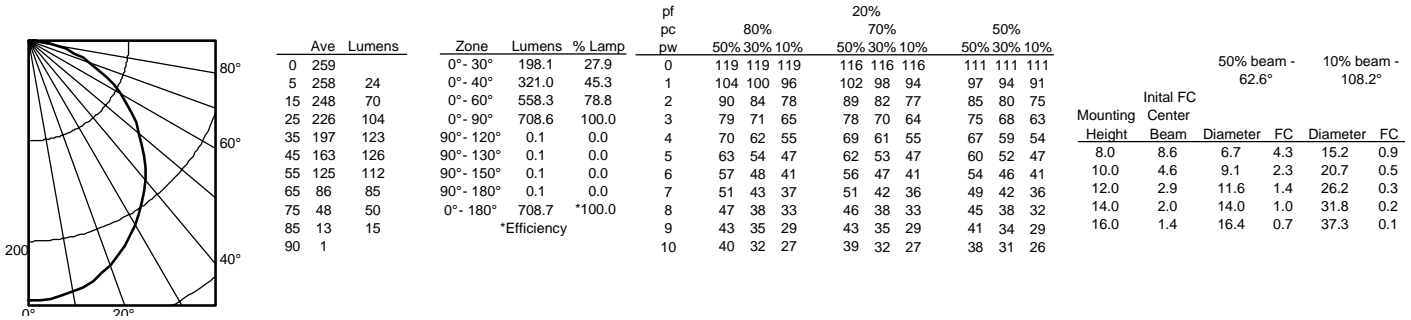 80°
60°
40°
200
0° 20°
Ave Lumens
0 259
5 258 24
15 248 70
25 226 104
35 197 123
45 163 126
55 125 112
65 86 85
75 48 50
85 13 15
90 1
Zone Lumens % Lamp
0°- 30° 198.1 27.9
0°- 40° 321.0 45.3
0°- 60° 558.3 78.8
0°- 90° 708.6 100.0
90°- 120° 0.1 0.0
90°- 130° 0.1 0.0
90°- 150° 0.1 0.0
90°- 180° 0.1 0.0
0°- 180° 708.7 *100.0
*Efficiency
pf 20%
pc 80% 70% 50%
pw 50% 30% 10% 50% 30% 10% 50% 30% 10%
0 119 119 119 116 116 116 111 111 111
1 104 100 96 102 98 94 97 94 91
2 90 84 78 89 82 77 85 80 75
3 79 71 65 78 70 64 75 68 63
4 70 62 55 69 61 55 67 59 54
5 63 54 47 62 53 47 60 52 47
6 57 48 41 56 47 41 54 46 41
7 51 43 37 51 42 36 49 42 36
8 47 38 33 46 38 33 45 38 32
9 43 35 29 43 35 29 41 34 29
10 40 32 27 39 32 27 38 31 26
50% beam - 10% beam -
62.6° 108.2°
Inital FC
Mounting Center
Height Beam Diameter FC Diameter FC
8.0 8.6 6.7 4.3 15.2 0.9
10.0 4.6 9.1 2.3 20.7 0.5
12.0 2.9 11.6 1.4 26.2 0.3
14.0 2.0 14.0 1.0 31.8 0.2
16.0 1.4 16.4 0.7 37.3 0.1